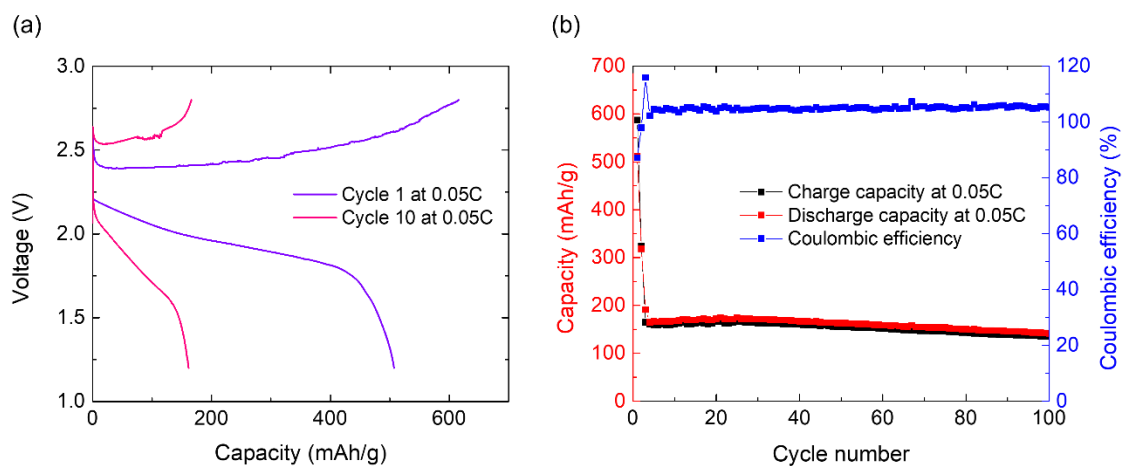 (a)
3.0
2.5
2.0
1.5
1.0
Voltage (V)
0
200
400
600
Capacity (mAh/g)
Cycle 1 at 0.05C
Cycle 10 at 0.05C
(b)
700
600
500
400
300
200
100
0
Capacity (mAh/g)
0
20
40
60
80
100
Cycle number
Charge capacity at 0.05C
Discharge capacity at 0.05C
Coulombic efficiency
120
100
80
60
40
20
0
Coulombic efficiency (%)